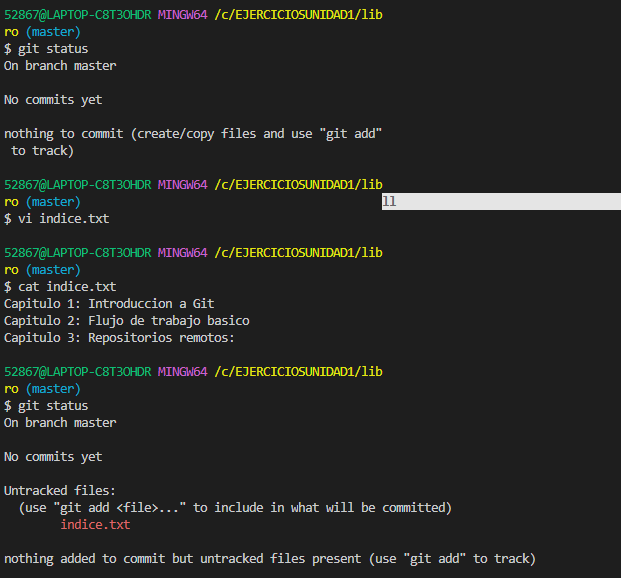 52867@LAPTOP-C8T3OHDR MINGW64 /c/EJERCICIOSUNIDAD1/lib
ro (master)
$ git status
On branch master
No commits yet
nothing to commit (create/copy files and use "git add"
 to track)
52867@LAPTOP-C8T3OHDR MINGW64 /c/EJERCICIOSUNIDAD1/lib
ro (master)
ll
$ vi indice.txt
52867@LAPTOP-C8T3OHDR MINGW64 /c/EJERCICIOSUNIDAD1/lib
ro (master)
$ cat indice.txt
Capitulo 1: Introduccion a Git
Capitulo 2: Flujo de trabajo basico
Capitulo 3: Repositorios remotos:
52867@LAPTOP-C8T3OHDR MINGW64 /c/EJERCICIOSUNIDAD1/lib
ro (master)
$ git status
On branch master
No commits yet
Untracked files:
  (use "git add <file>..." to include in what will be committed)
        indice.txt
nothing added to commit but untracked files present (use "git add" to track)